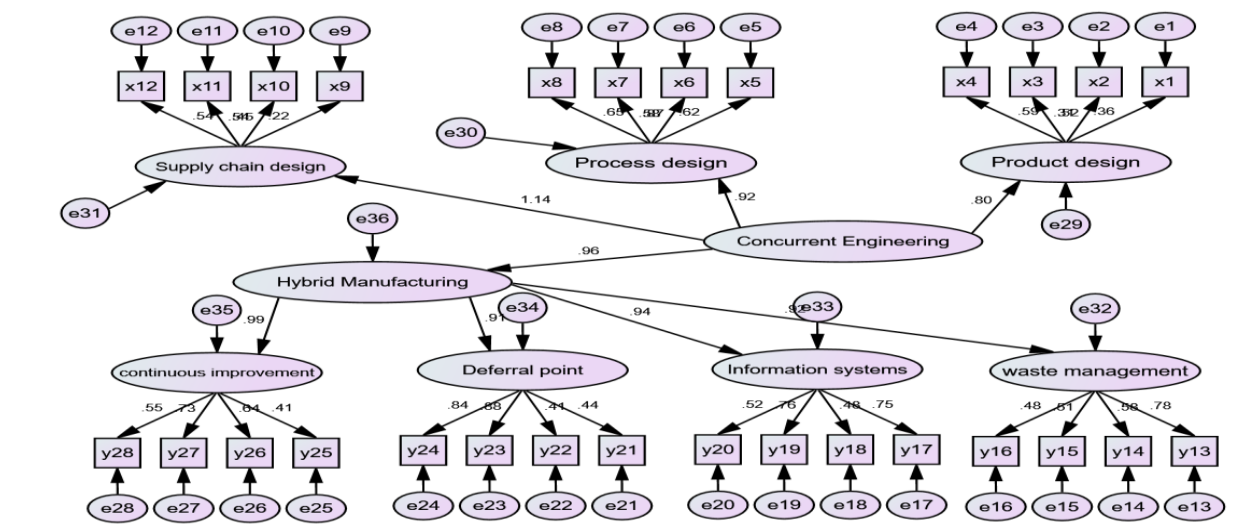 e12 e11 e10 e9 e8 e7 e6 e5 e4 e3 e2 e1
x12 x11 x10 x9 x8 x7 x6 x5 x4 x3 x2 x1
.54 .22 .62 .59 .36
e30
Supply chain design Process design Product design
e31 e36 1.14 .92 .80 e29
Concurrent Engineering
.96
Hybrid Manufacturing
e35 .99 .91 e34 .94 e33 e32
continuous improvement Deferral point Information systems waste management
.55 .73 .64 .41 .84 .88 .41 .44 .52 .76 .48 .75 .48 .51 .78
y28 y27 y26 y25 y24 y23 y22 y21 y20 y19 y18 y17 y16 y15 y14 y13
e28 e27 e26 e25 e24 e23 e22 e21 e20 e19 e18 e17 e16 e15 e14 e13